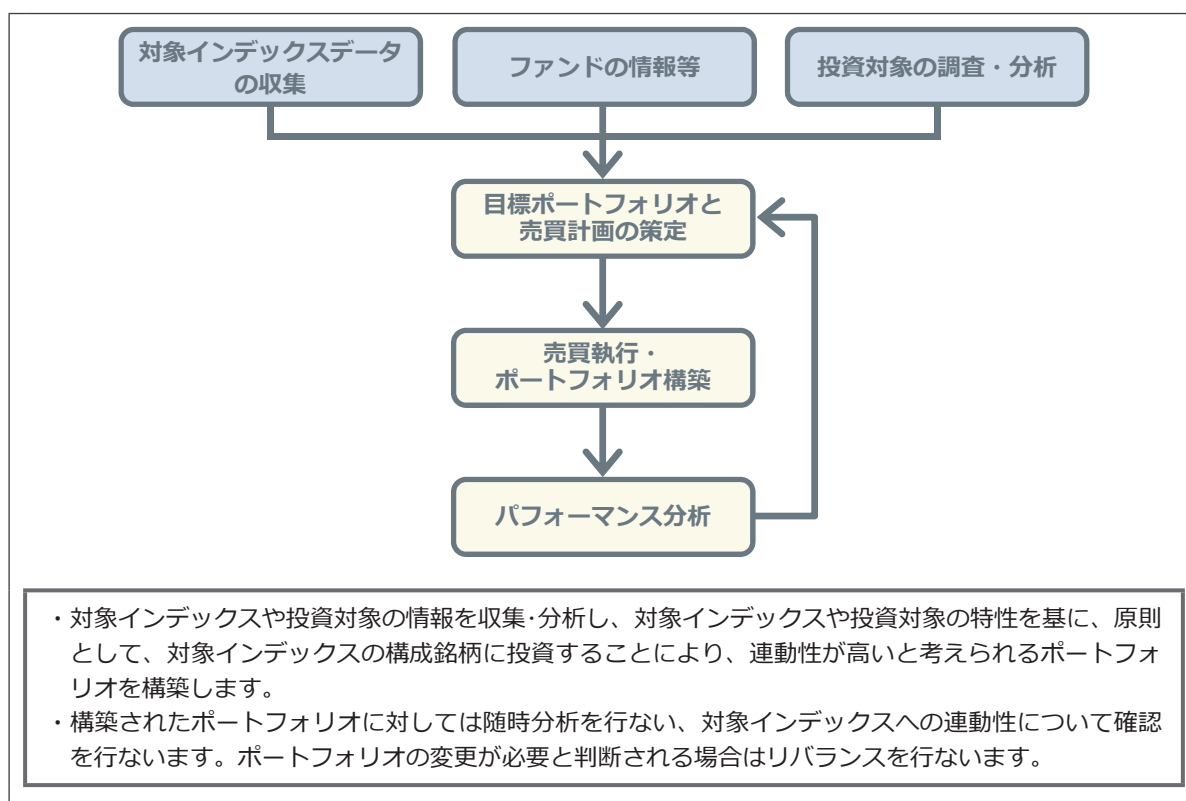 対象インデックスデータ
の収集
ファンドの情報等
投資対象の調査・分析
目標ポートフォリオと
売買計画の策定
売買執行・
ポートフォリオ構築
パフォーマンス分析
・対象インデックスや投資対象の情報を収集・分析し、対象インデックスや投資対象の特性を基に、原則
として、対象インデックスの構成銘柄に投資することにより、連動性が高いと考えられるポートフォ
リオを構築します。
・構築されたポートフォリオに対しては随時分析を行ない、対象インデックスへの連動性について確認
を行ないます。ポートフォリオの変更が必要と判断される場合はリバランスを行ないます。